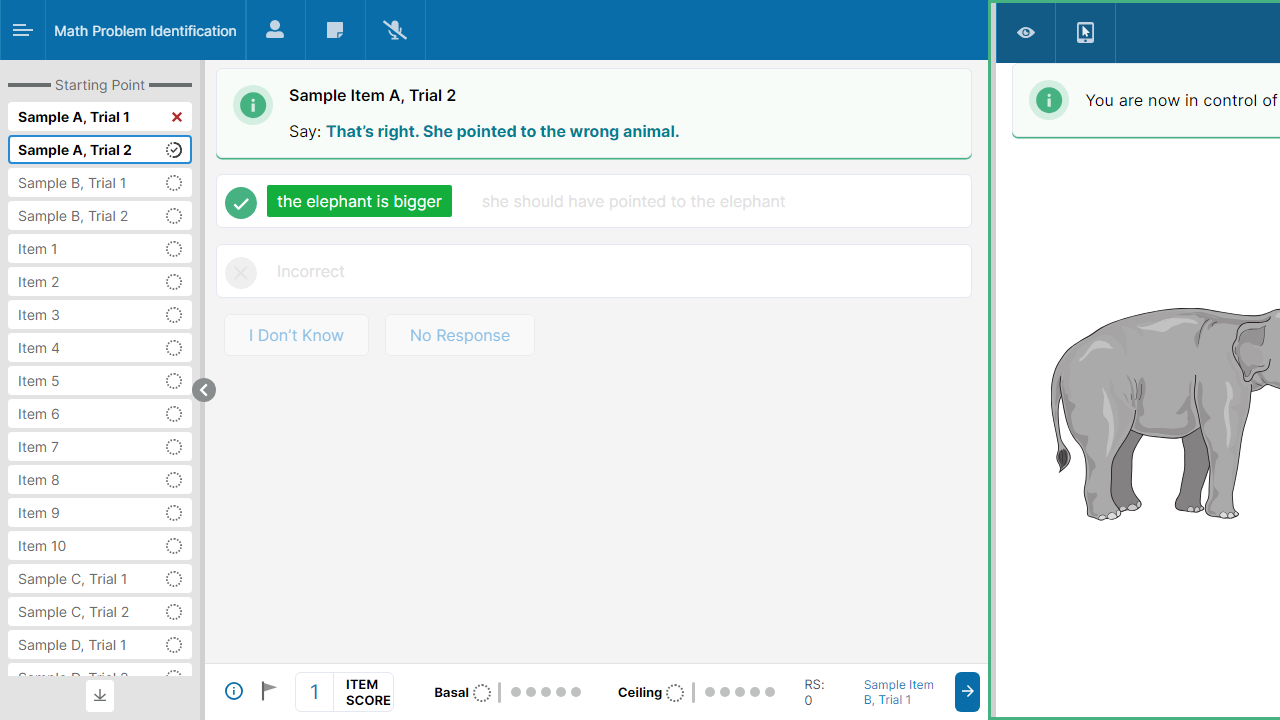 Math Problem Identification
Starting Point
Sample A, Trial 1
Sample A, Trial 2
Sample B, Trial 1
Sample B, Trial 2
Item 1
Item 2
Item 3
Item 4
Item 5
Item 6
Item 7
Item 8
Item 9
Item 10
Sample C, Trial 1
Sample C, Trial 2
Sample D, Trial 1
Sample Item A, Trial 2
Say: That's right. She pointed to the wrong animal.
the elephant is bigger
she should have pointed to the elephant
Incorrect
I Don't Know
No Response
1
ITEM
SCORE
Basal
Ceiling
RS:
0
Sample Item
B, Trial 1
You are now in control of